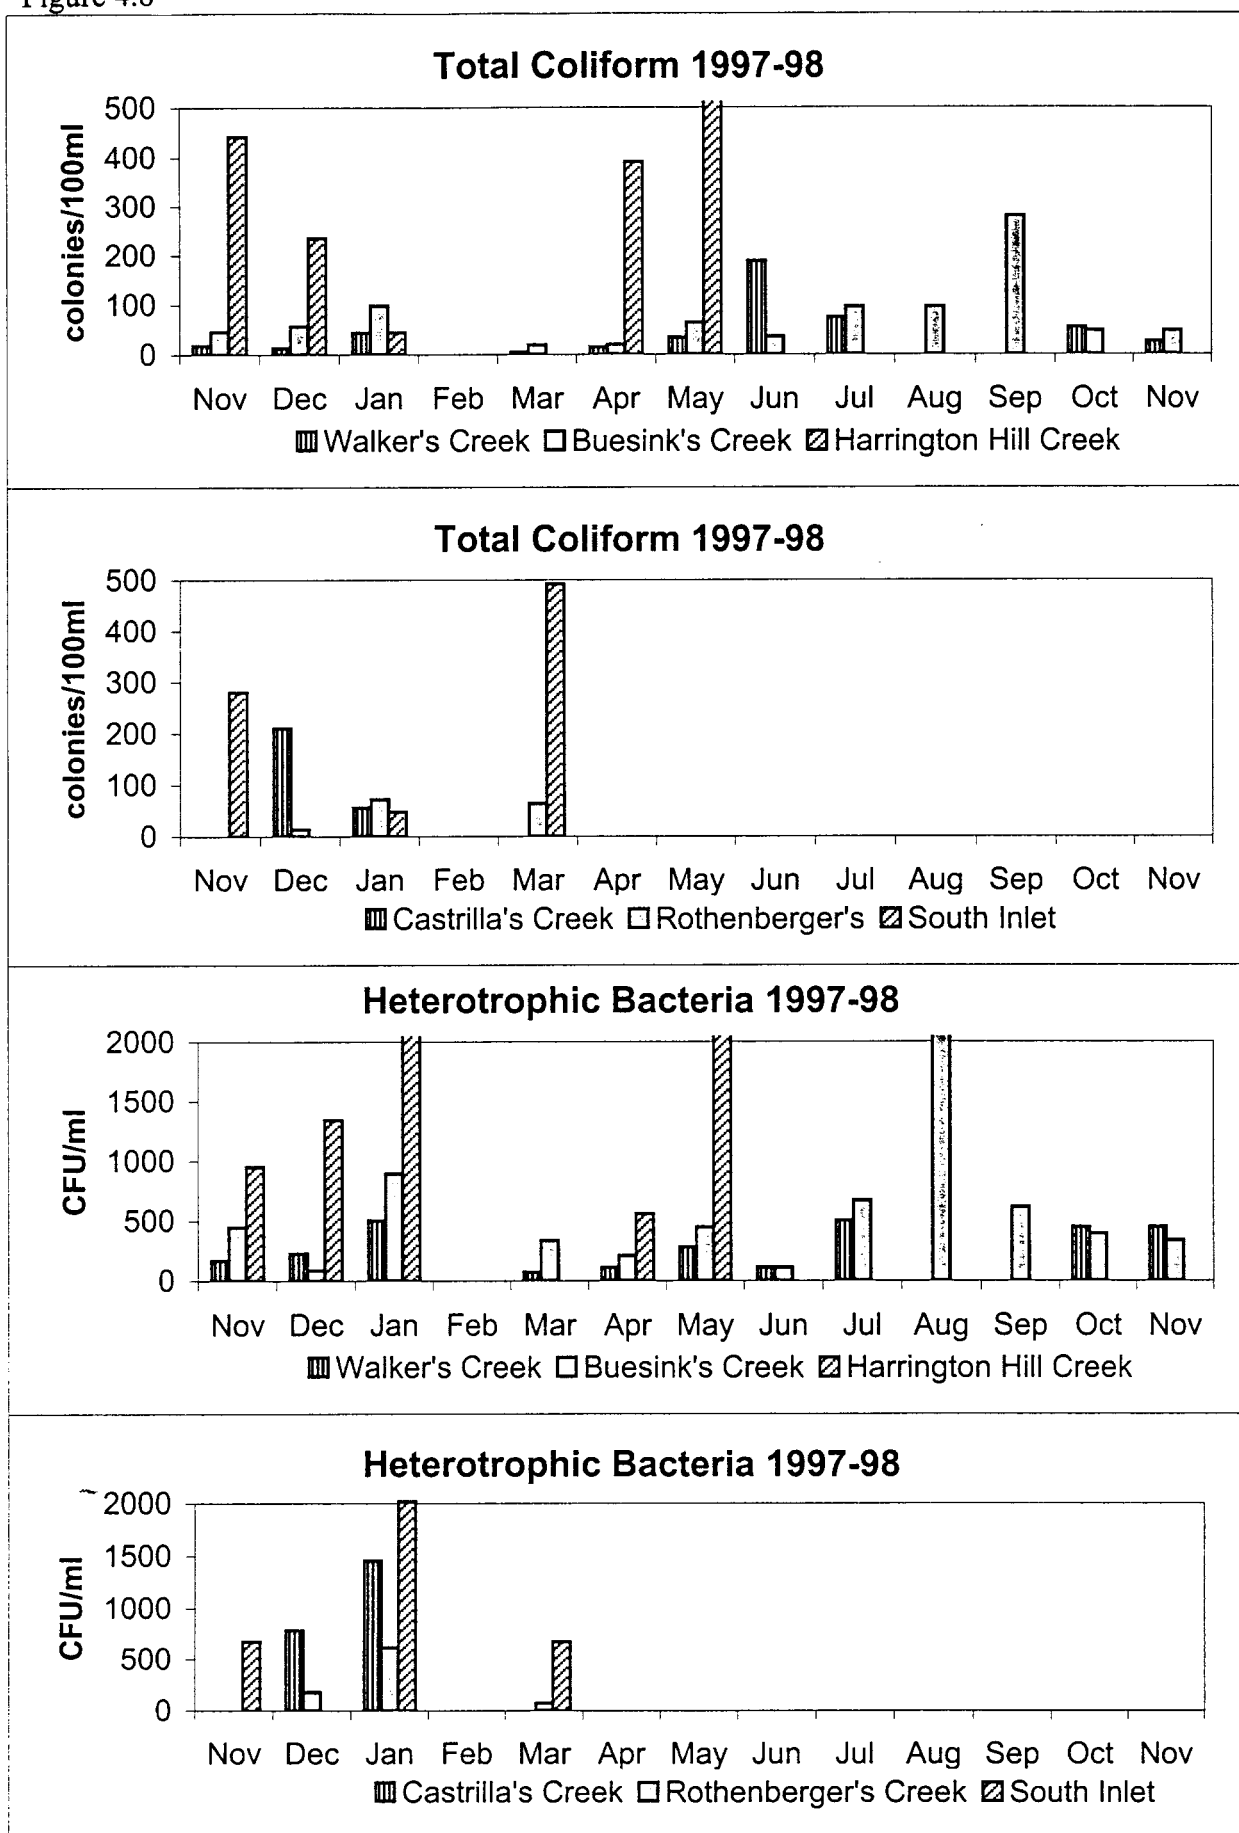 Figure 4.6
Total Coliform 1997-98
500
400
300
200
100
0
colonies/100ml
Nov Dec Jan Feb Mar Apr May Jun Jul Aug Sep Oct Nov
Walker's Creek Buesink's Creek Harrington Hill Creek
Total Coliform 1997-98
500
400
300
200
100
0
colonies/100ml
Nov Dec Jan Feb Mar Apr May Jun Jul Aug Sep Oct Nov
Castrilla's Creek Rothenberger's South Inlet
Heterotrophic Bacteria 1997-98
2000
1500
1000
500
0
CFU/ml
Nov Dec Jan Feb Mar Apr May Jun Jul Aug Sep Oct Nov
Walker's Creek Buesink's Creek Harrington Hill Creek
Heterotrophic Bacteria 1997-98
2000
1500
1000
500
0
CFU/ml
Nov Dec Jan Feb Mar Apr May Jun Jul Aug Sep Oct Nov
Castrilla's Creek Rothenberger's Creek South Inlet